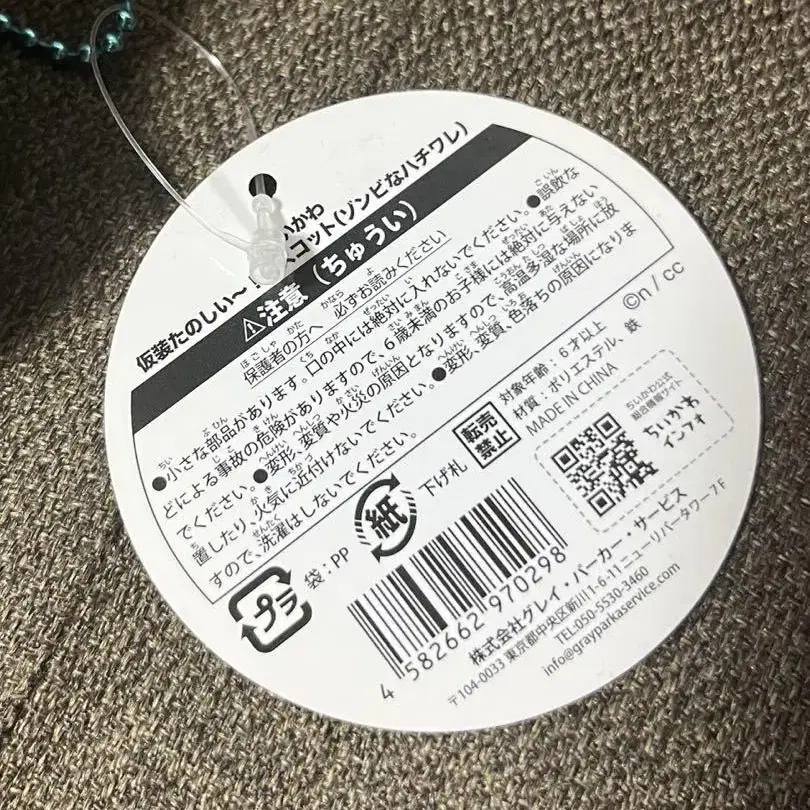 いかわ
仮装たのしい〜 スコット(ゾンビなハチワレ)
⚠注意（ちゅうい）
保護者の方へ 必ずお読みください
●小さな部品があります。口の中には絶対に入れないでください。●誤飲な
どによる事故の危険がありますので、6歳未満のお子様には絶対に与えない
でください。●変形、変質や火災の原因となりますので、高温多湿な場所に放
置したり、火気に近付けないでください。●変形、変質、色落ちの原因になりま
すので、洗濯はしないでください。
©n / cc
対象年齢：6才以上
材質：ポリエステル、鉄
MADE IN CHINA
転売
禁止
ちいかわ公式
総合情報サイト
ちいかわ
インフォ
プラ
袋：PP
紙
下げ札
4 582662 970298
株式会社グレイ・パーカー・サービス
〒104-0033 東京都中央区新川1-6-11 ニューリバータワー7F
TEL050-5530-3460
info@grayparkaservice.com